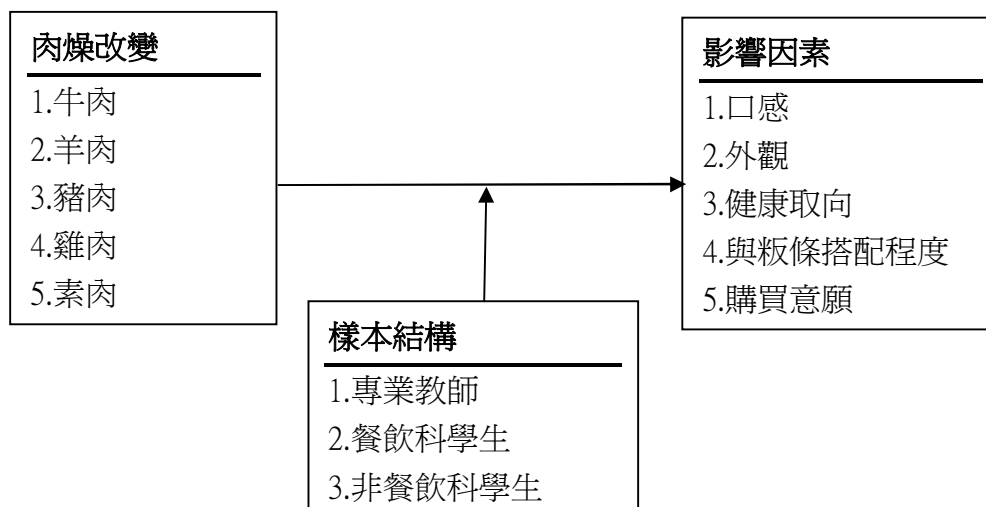 肉燥改變
1.牛肉
2.羊肉
3.豬肉
4.雞肉
5.素肉
影響因素
1.口感
2.外觀
3.健康取向
4.與粄條搭配程度
5.購買意願
樣本結構
1.專業教師
2.餐飲科學生
3.非餐飲科學生